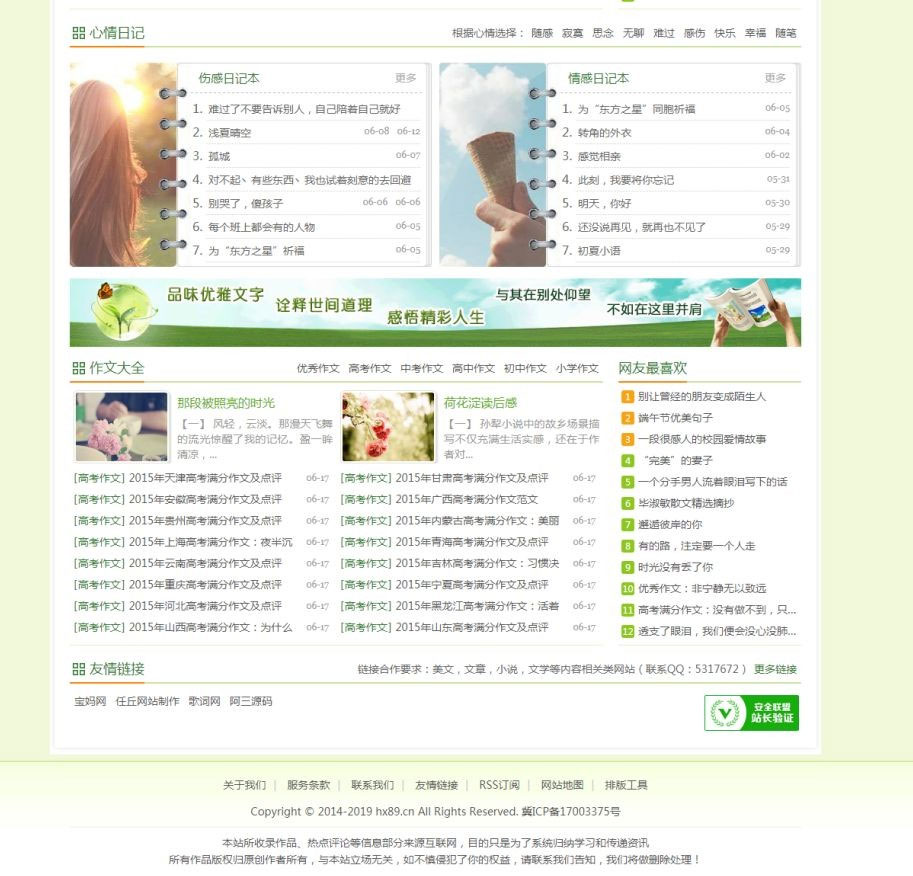 心情日记
根据心情选择： 随感 寂寞 思念 无聊 难过 感伤 快乐 幸福 随笔
伤感日记本 更多
1. 难过了不要告诉别人，自己陪着自己就好
2. 浅夏晴空 06-08 06-12
3. 孤城 06-07
4. 对不起丶有些东西丶我也试着刻意的去回避
5. 别哭了，傻孩子 06-06 06-06
6. 每个班上都会有的人物 06-05
7. 为“东方之星”祈福 06-05
情感日记本 更多
1. 为“东方之星”同胞祈福 06-05
2. 转角的外衣 06-04
3. 感觉相亲 06-02
4. 此刻，我要将你忘记 05-31
5. 明天，你好 05-30
6. 还没说再见，就再也不见了 05-29
7. 初夏小语 05-29
品味优雅文字
诠释世间道理
感悟精彩人生
与其在别处仰望
不如在这里并肩
作文大全
优秀作文 高考作文 中考作文 高中作文 初中作文 小学作文
那段被照亮的时光
【一】 风轻，云淡。那漫天飞舞
的流光惊醒了我的记忆。盈一眸
清凉，...
荷花淀读后感
【一】 孙犁小说中的故乡场景描
写不仅充满生活实感，还在于作
者对...
[高考作文] 2015年天津高考满分作文及点评 06-17
[高考作文] 2015年安徽高考满分作文及点评 06-17
[高考作文] 2015年贵州高考满分作文及点评 06-17
[高考作文] 2015年上海高考满分作文：夜半沉 06-17
[高考作文] 2015年云南高考满分作文及点评 06-17
[高考作文] 2015年重庆高考满分作文及点评 06-17
[高考作文] 2015年河北高考满分作文及点评 06-17
[高考作文] 2015年山西高考满分作文：为什么 06-17
[高考作文] 2015年甘肃高考满分作文及点评 06-17
[高考作文] 2015年广西高考满分作文范文 06-17
[高考作文] 2015年内蒙古高考满分作文：美丽 06-17
[高考作文] 2015年青海高考满分作文及点评 06-17
[高考作文] 2015年吉林高考满分作文：习惯决 06-17
[高考作文] 2015年宁夏高考满分作文及点评 06-17
[高考作文] 2015年黑龙江高考满分作文：活着 06-17
[高考作文] 2015年山东高考满分作文及点评 06-17
网友最喜欢
1 别让曾经的朋友变成陌生人
2 端午节优美句子
3 一段很感人的校园爱情故事
4 “完美”的妻子
5 一个分手男人流着眼泪写下的话
6 毕淑敏散文精选摘抄
7 邂逅彼岸的你
8 有的路，注定要一个人走
9 时光没有丢了你
10 优秀作文：非宁静无以致远
11 高考满分作文：没有做不到，只...
12 透支了眼泪，我们便会没心没肺...
友情链接
链接合作要求：美文，文章，小说，文学等内容相关类网站（联系QQ：5317672 ） 更多链接
宝妈网 任丘网站制作 歌词网 阿三源码
安全联盟
站长验证
关于我们 | 服务条款 | 联系我们 | 友情链接 | RSS订阅 | 网站地图 | 排版工具
Copyright © 2014-2019 hx89.cn All Rights Reserved. 冀ICP备17003375号
本站所收录作品、热点评论等信息部分来源互联网，目的只是为了系统归纳学习和传递资讯
所有作品版权归原创作者所有，与本站立场无关，如不慎侵犯了你的权益，请联系我们告知，我们将做删除处理！